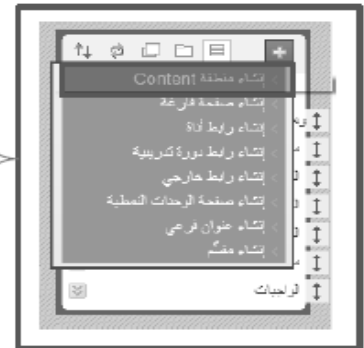 إنشاء منطقة Content
إنشاء صفحة فارغة
إنشاء رابط أداة
إنشاء رابط دورة تدريبية
إنشاء رابط خارجي
إنشاء صفحة الوحدات النمطية
إنشاء عنوان فرعي
إنشاء مقسِّم
الواجبات